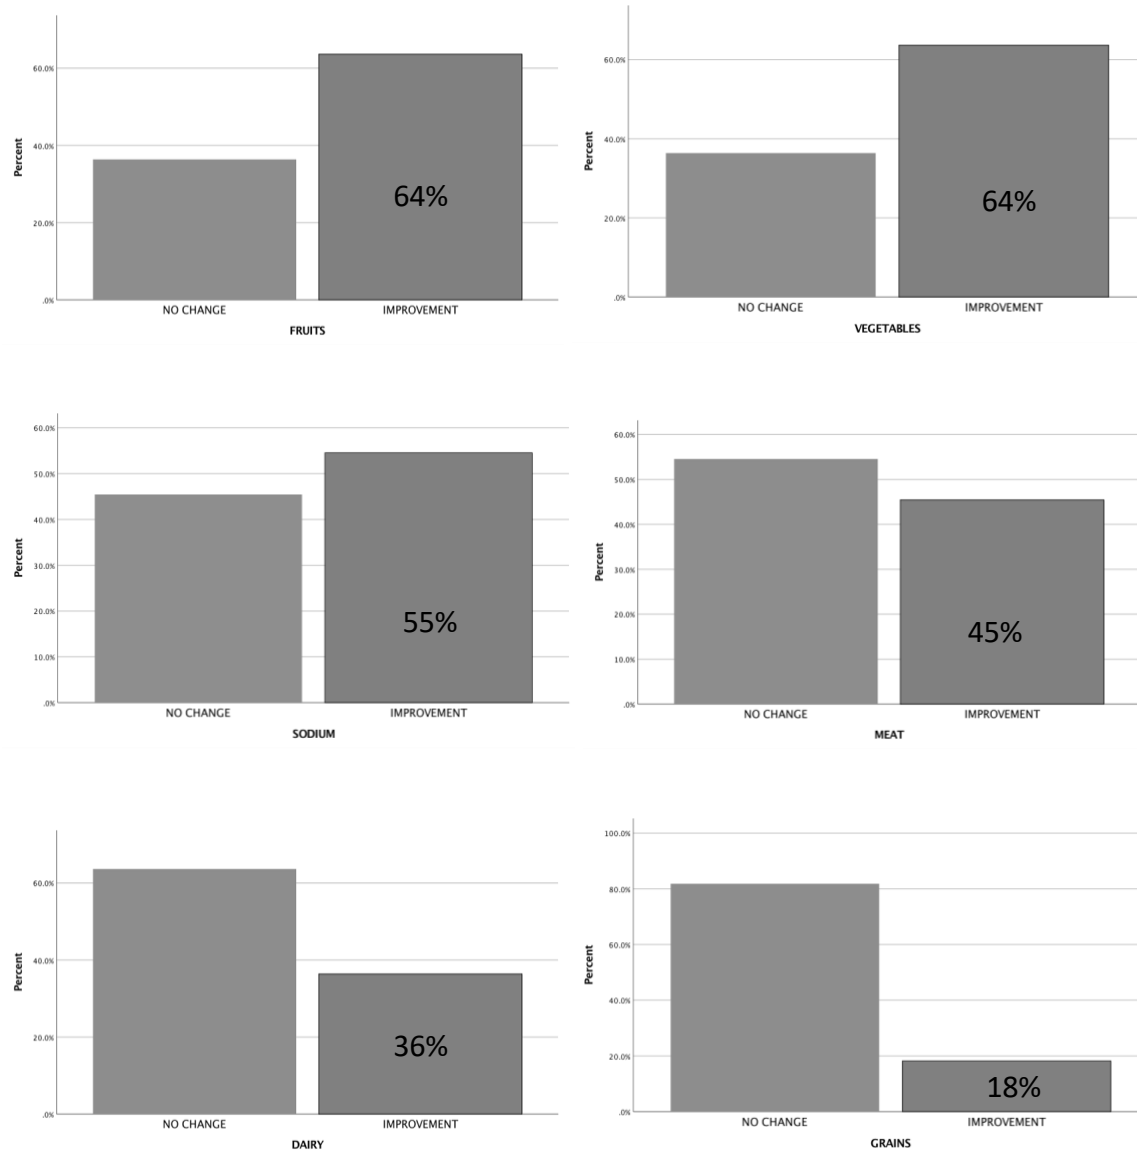 60.0%
40.0%
20.0%
.0%
Percent
64%
NO CHANGE IMPROVEMENT
FRUITS
60.0%
40.0%
20.0%
.0%
Percent
64%
NO CHANGE IMPROVEMENT
VEGETABLES
60.0%
50.0%
40.0%
30.0%
20.0%
10.0%
.0%
Percent
55%
NO CHANGE IMPROVEMENT
SODIUM
60.0%
50.0%
40.0%
30.0%
20.0%
10.0%
.0%
Percent
45%
NO CHANGE IMPROVEMENT
MEAT
60.0%
40.0%
20.0%
.0%
Percent
36%
NO CHANGE IMPROVEMENT
DAIRY
100.0%
80.0%
60.0%
40.0%
20.0%
.0%
Percent
18%
NO CHANGE IMPROVEMENT
GRAINS